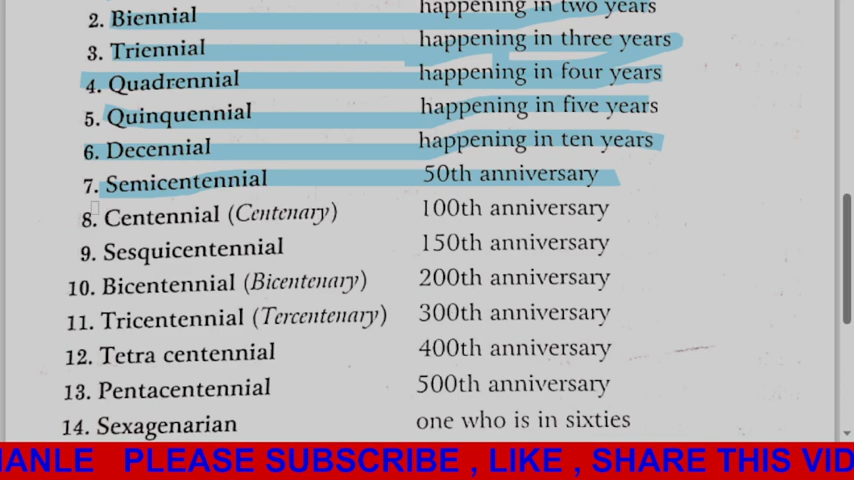 2. Biennial happening in two years
3. Triennial happening in three years
4. Quadrennial happening in four years
5. Quinquennial happening in five years
6. Decennial happening in ten years
7. Semicentennial 50th anniversary
8. Centennial (Centenary) 100th anniversary
9. Sesquicentennial 150th anniversary
10. Bicentennial (Bicentenary) 200th anniversary
11. Tricentennial (Tercentenary) 300th anniversary
12. Tetra centennial 400th anniversary
13. Pentacentennial 500th anniversary
14. Sexagenarian one who is in sixties
HANLE PLEASE SUBSCRIBE , LIKE , SHARE THIS VID